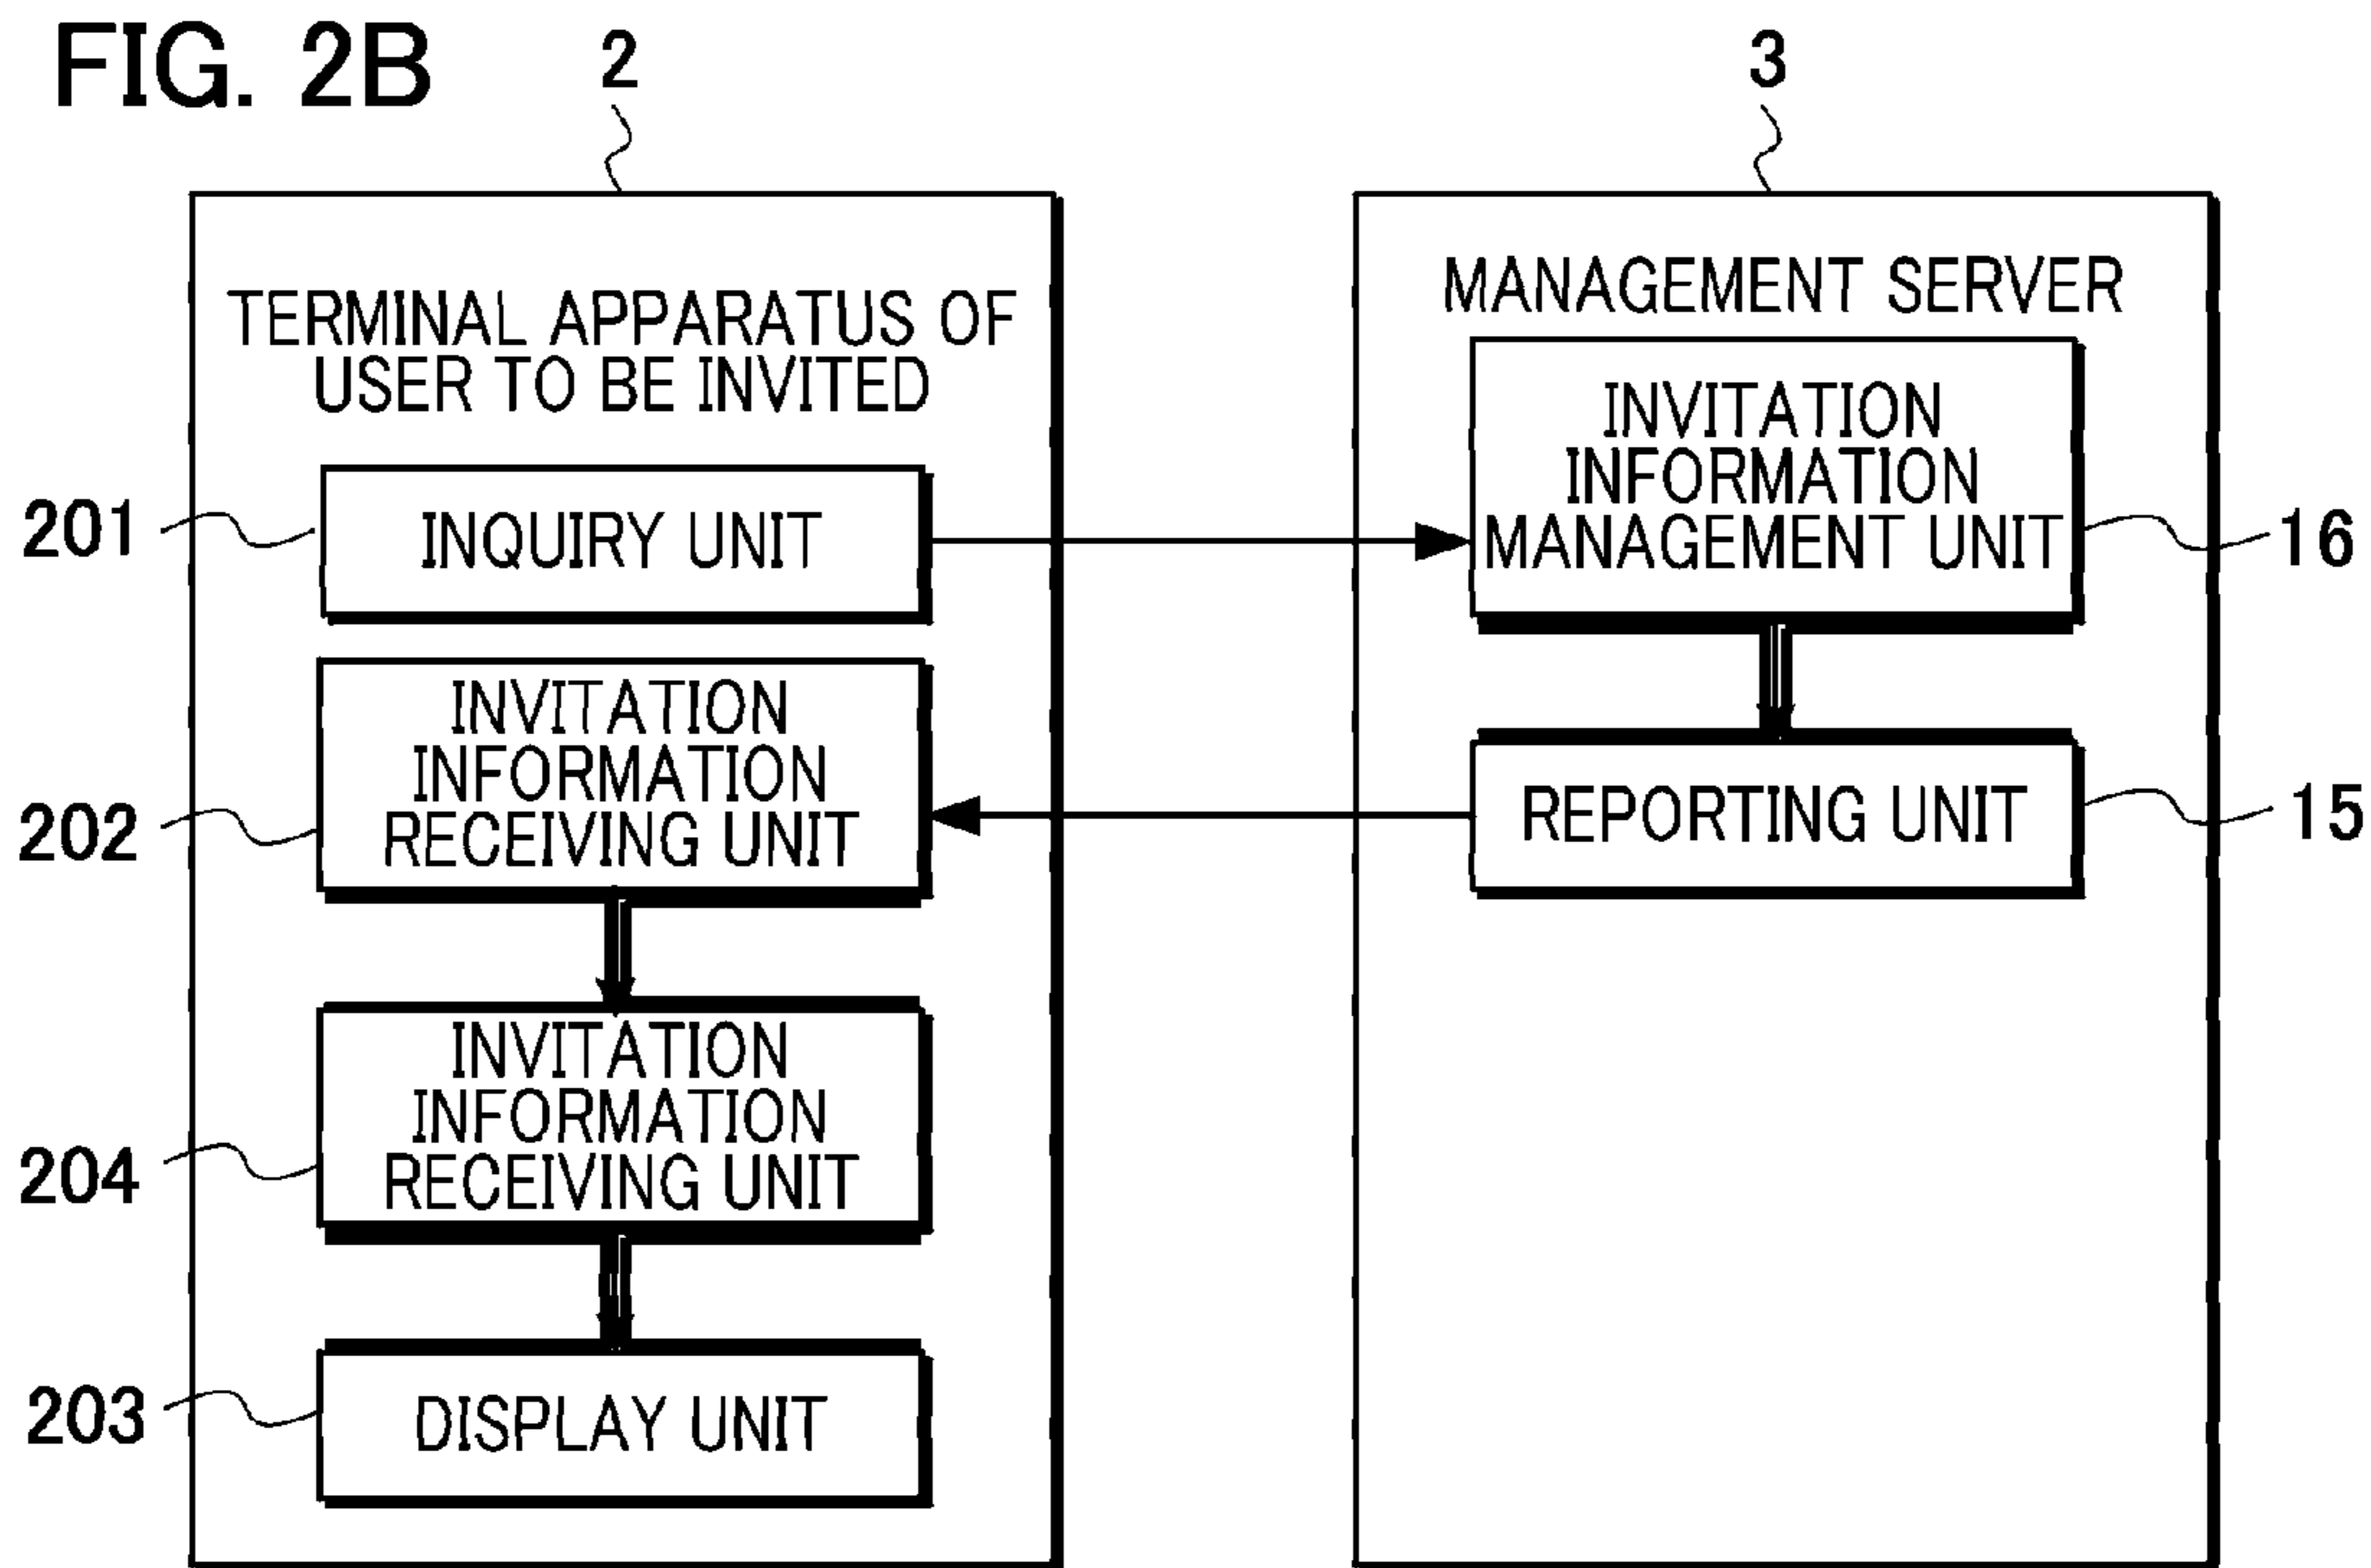 FIG. 2B
2
3
TERMINAL APPARATUS OF
USER TO BE INVITED
201
INQUIRY UNIT
202
INVITATION
INFORMATION
RECEIVING UNIT
204
INVITATION
INFORMATION
RECEIVING UNIT
203
DISPLAY UNIT
MANAGEMENT SERVER
INVITATION
INFORMATION
MANAGEMENT UNIT
16
REPORTING UNIT
15